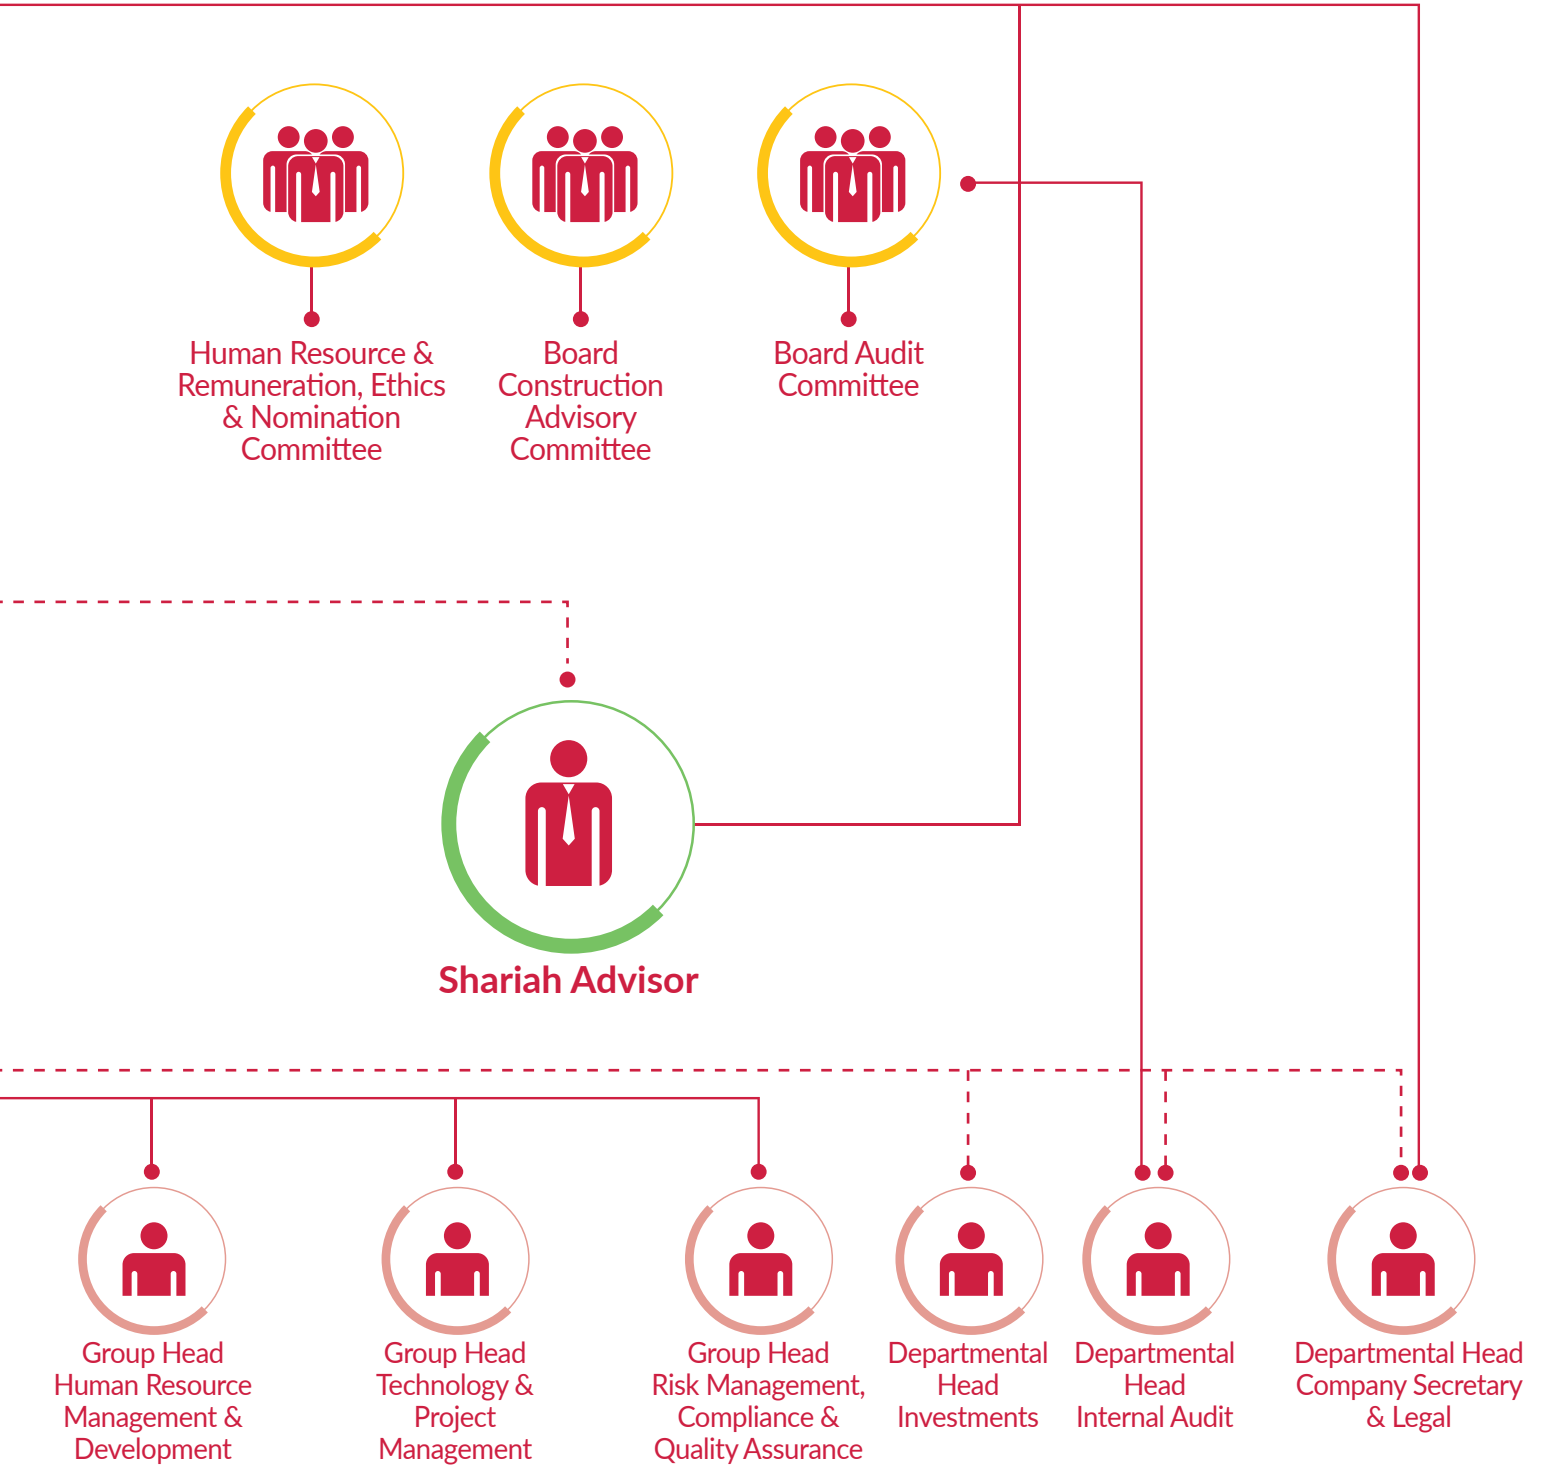 Human Resource &
Remuneration, Ethics
& Nomination
Committee
Board
Construction
Advisory
Committee
Board Audit
Committee
Shariah Advisor
Group Head
Human Resource
Management &
Development
Group Head
Technology &
Project
Management
Group Head
Risk Management,
Compliance &
Quality Assurance
Departmental
Head
Investments
Departmental
Head
Internal Audit
Departmental Head
Company Secretary
& Legal